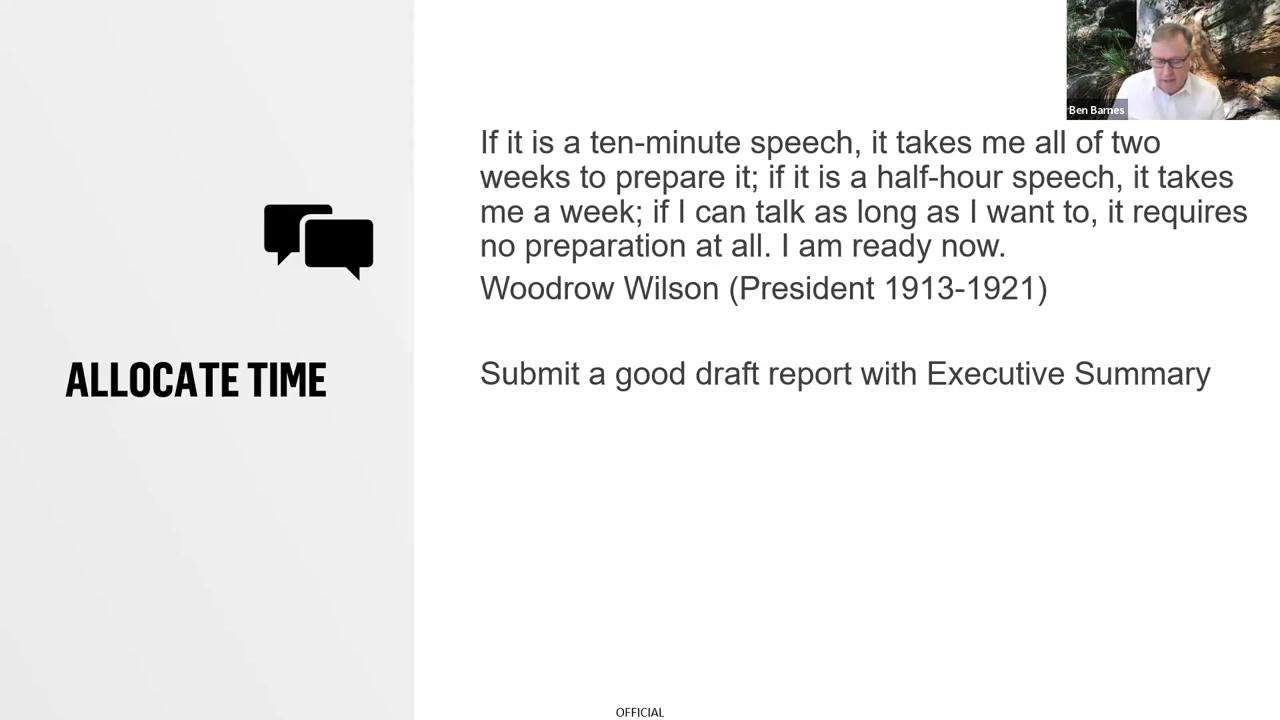 Ben Barnes
If it is a ten-minute speech, it takes me all of two
weeks to prepare it; if it is a half-hour speech, it takes
me a week; if I can talk as long as I want to, it requires
no preparation at all. I am ready now.
Woodrow Wilson (President 1913-1921)
ALLOCATE TIME
Submit a good draft report with Executive Summary
OFFICIAL